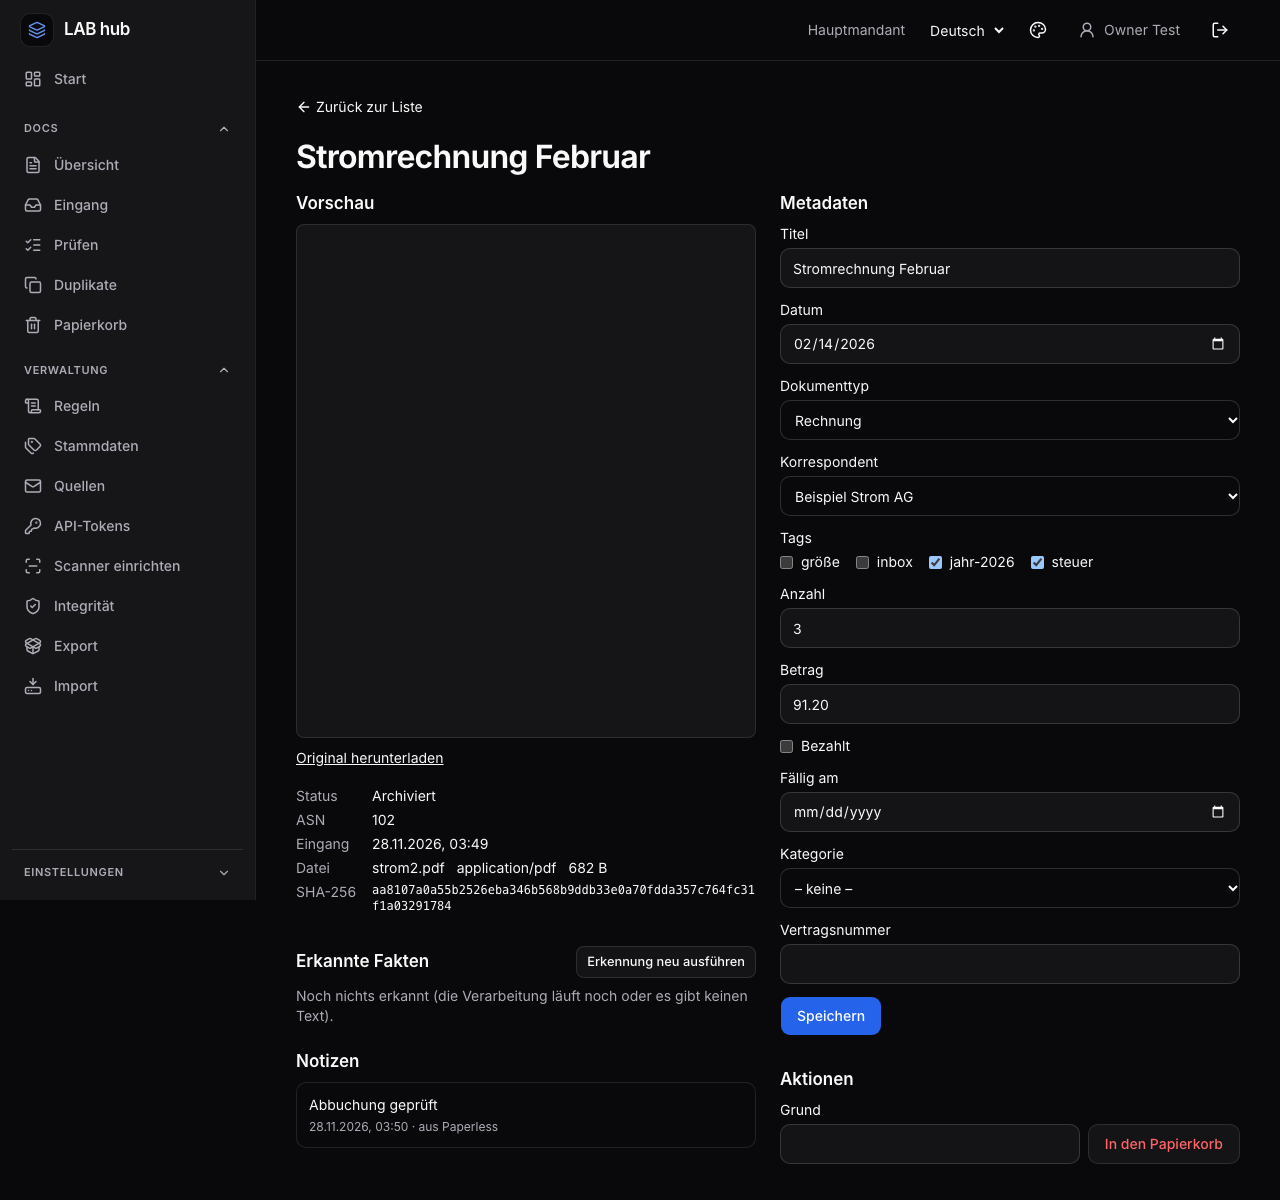 LAB hub
Start
DOCS
Übersicht
Eingang
Prüfen
Duplikate
Papierkorb
VERWALTUNG
Regeln
Stammdaten
Quellen
API-Tokens
Scanner einrichten
Integrität
Export
Import
EINSTELLUNGEN
Hauptmandant
Deutsch
Owner Test
Zurück zur Liste
Stromrechnung Februar
Vorschau
Original herunterladen
Status Archiviert
ASN 102
Eingang 28.11.2026, 03:49
Datei strom2.pdf application/pdf 682 B
SHA-256 aa8107a0a55b2526eba346b568b9ddb33e0a70fdda357c764fc31
f1a03291784
Erkannte Fakten
Erkennung neu ausführen
Noch nichts erkannt (die Verarbeitung läuft noch oder es gibt keinen
Text).
Notizen
Abbuchung geprüft
28.11.2026, 03:50 · aus Paperless
Metadaten
Titel
Stromrechnung Februar
Datum
02/14/2026
Dokumenttyp
Rechnung
Korrespondent
Beispiel Strom AG
Tags
größe inbox jahr-2026 steuer
Anzahl
3
Betrag
91.20
Bezahlt
Fällig am
mm/dd/yyyy
Kategorie
– keine –
Vertragsnummer
Speichern
Aktionen
Grund
In den Papierkorb